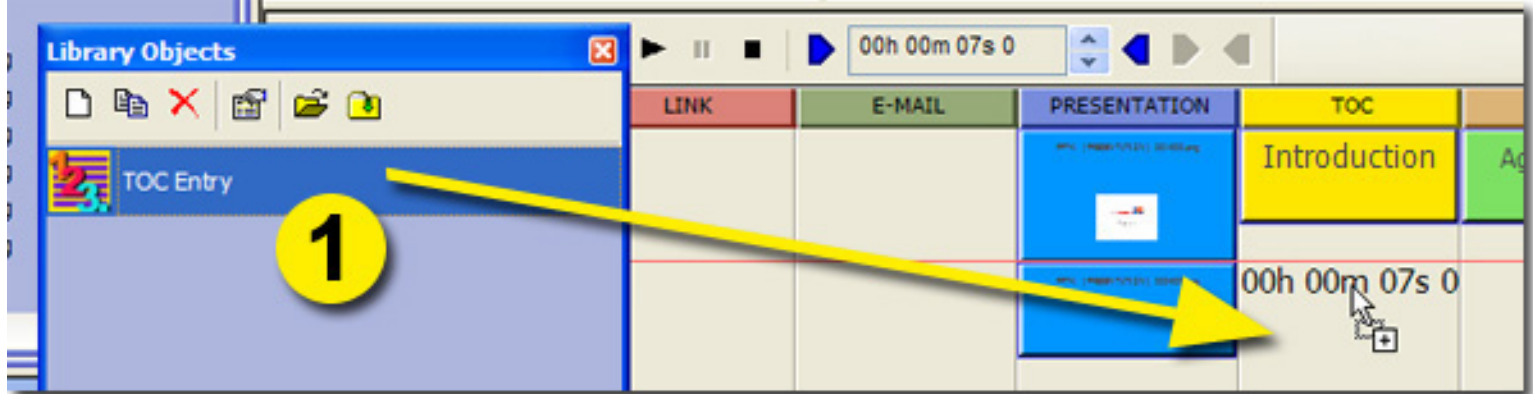 Library Objects
00h 00m 07s 0
LINK
E-MAIL
PRESENTATION
TOC
Introduction
TOC Entry
1
00h 00m 07s 0